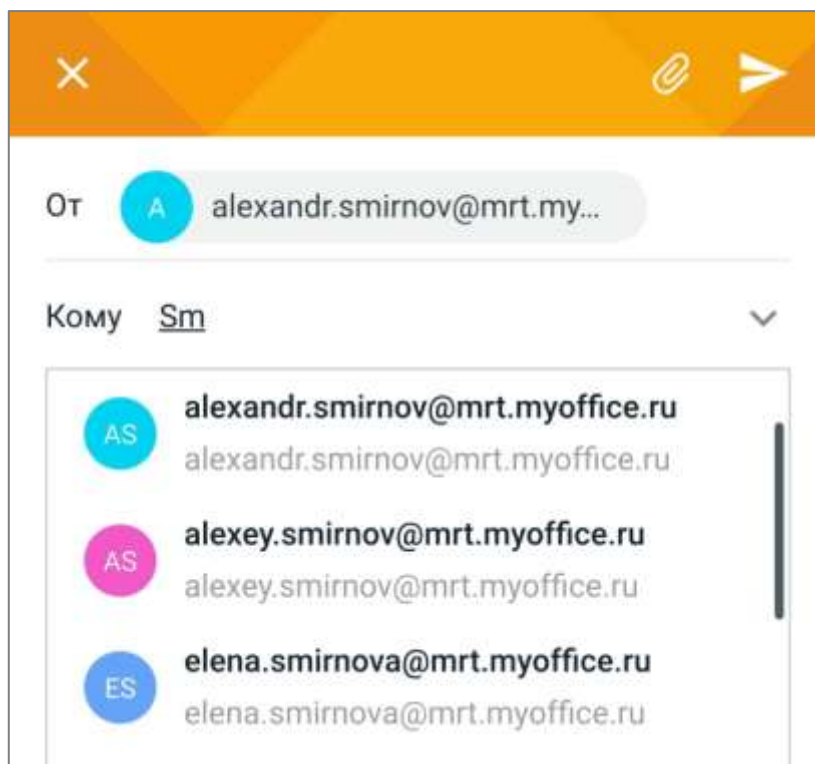 От A alexandr.smirnov@mrt.my...
Кому Sm
AS alexandr.smirnov@mrt.myoffice.ru
alexandr.smirnov@mrt.myoffice.ru
AS alexey.smirnov@mrt.myoffice.ru
alexey.smirnov@mrt.myoffice.ru
ES elena.smirnova@mrt.myoffice.ru
elena.smirnova@mrt.myoffice.ru